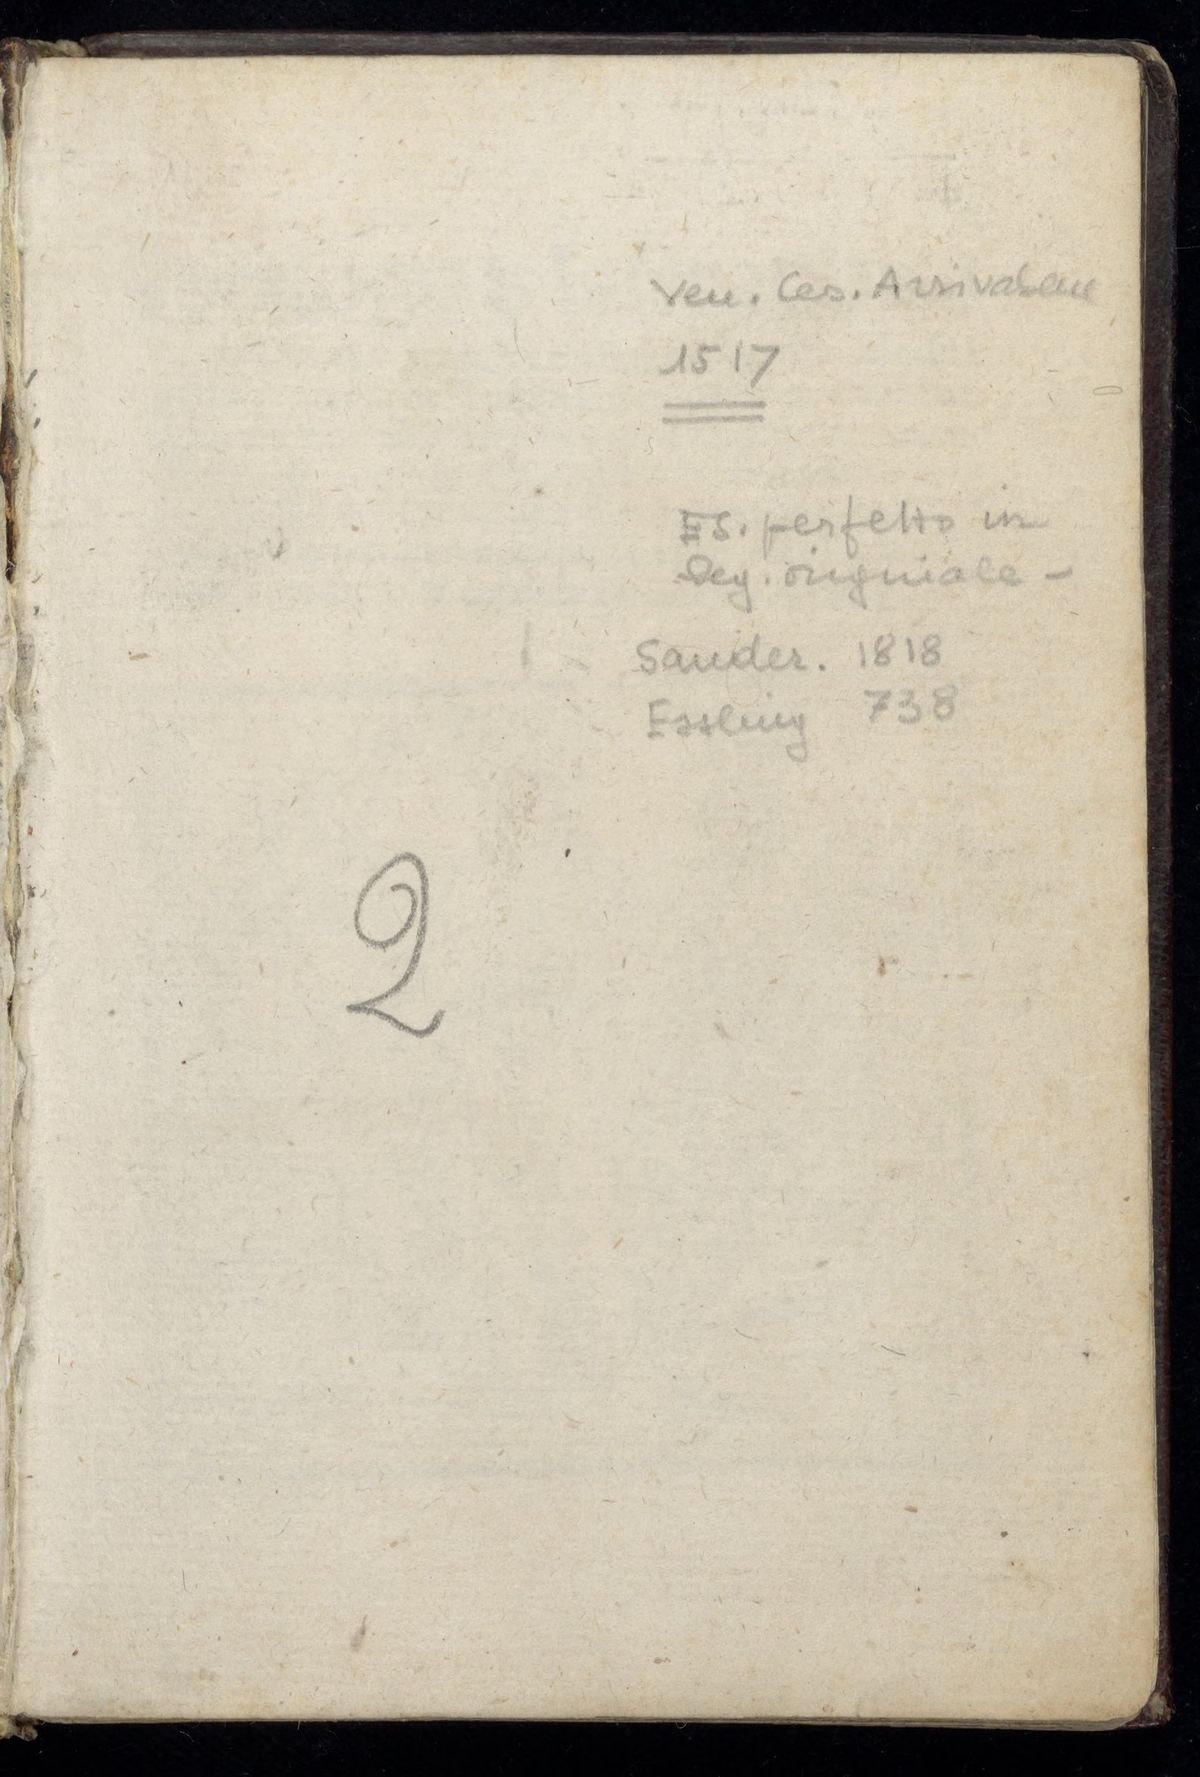 Ven. Ces. Arrivabene
1517
Es. perfetto in
leg. originale -
Sander. 1818
Essling 738
2